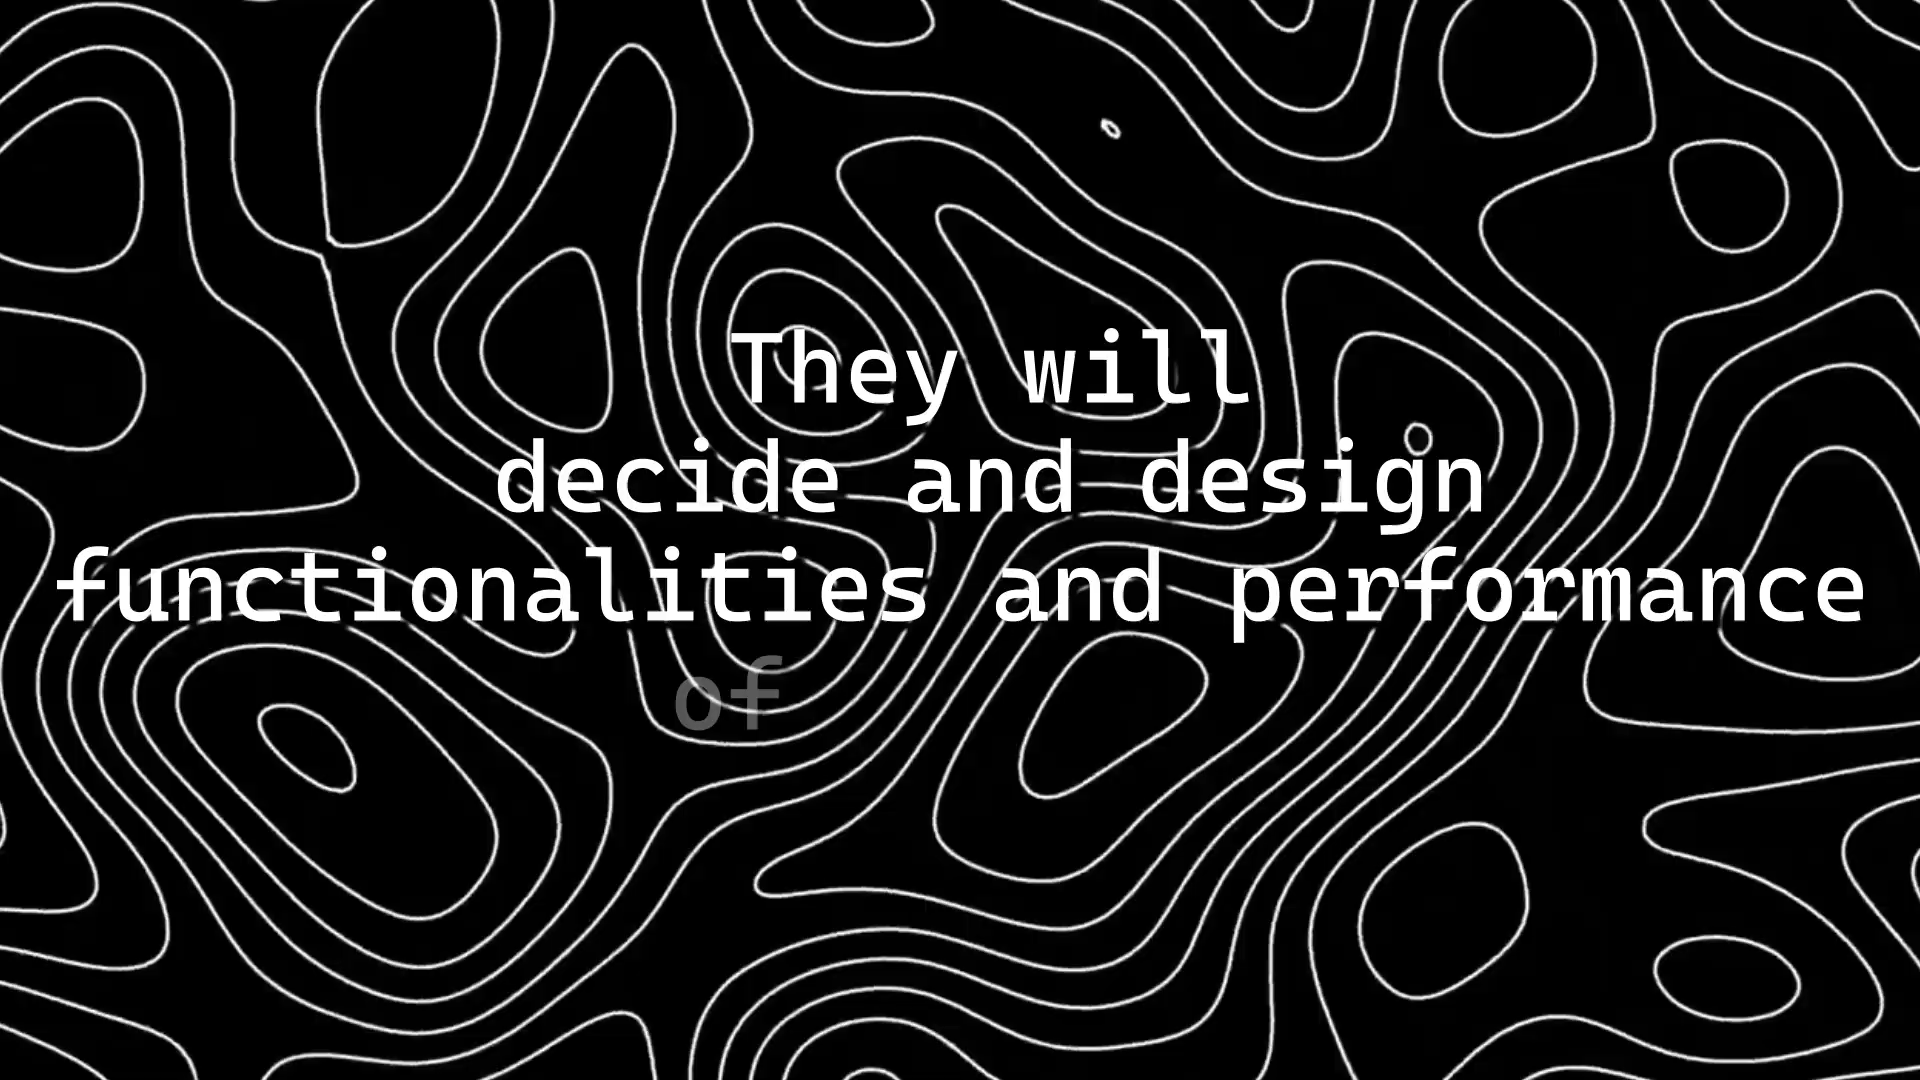 They will
decide and design
functionalities and performance
of